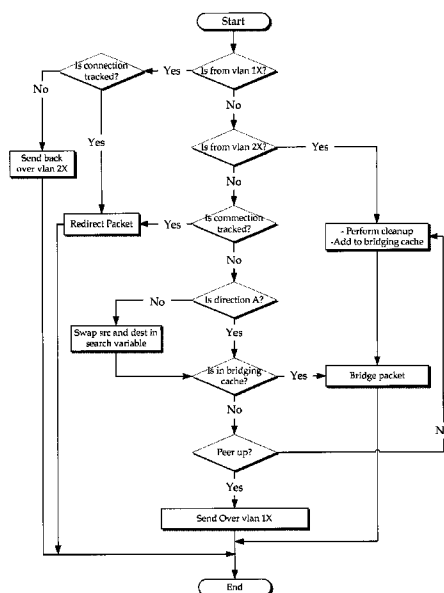 Start
Is connection
tracked?
Yes
Is from vlan 1X?
No
No
Is from vlan 2X?
Yes
Send back
over vlan 2X
Yes
No
Redirect Packet
Yes
Is commection
tracked?
- Perform cleanup
-Add to bridging cache
No
No
Is direction A?
Swap src and dest in
search variable
Yes
Is in bridging
cache?
Yes
Bridge packet
No
N
Peer up?
Yes
Send Over vlan 1X
End